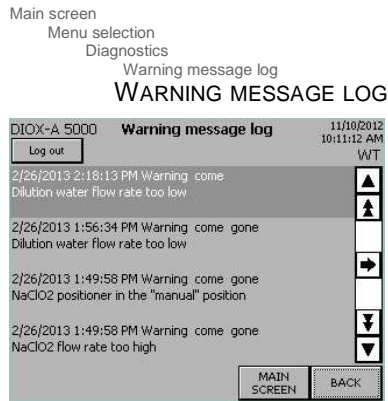 Main screen
Menu selection
Diagnostics
Warning message log
WARNING MESSAGE LOG
DIOX-A 5000 Warning message log 11/10/2012
10:11:12 AM
Log out WT
2/26/2013 2:18:13 PM Warning come
Dilution water flow rate too low
2/26/2013 1:56:34 PM Warning come gone
Dilution water flow rate too low
2/26/2013 1:49:58 PM Warning come gone
NaClO2 positioner in the "manual" position
2/26/2013 1:49:58 PM Warning come gone
NaClO2 flow rate too high
MAIN
SCREEN BACK